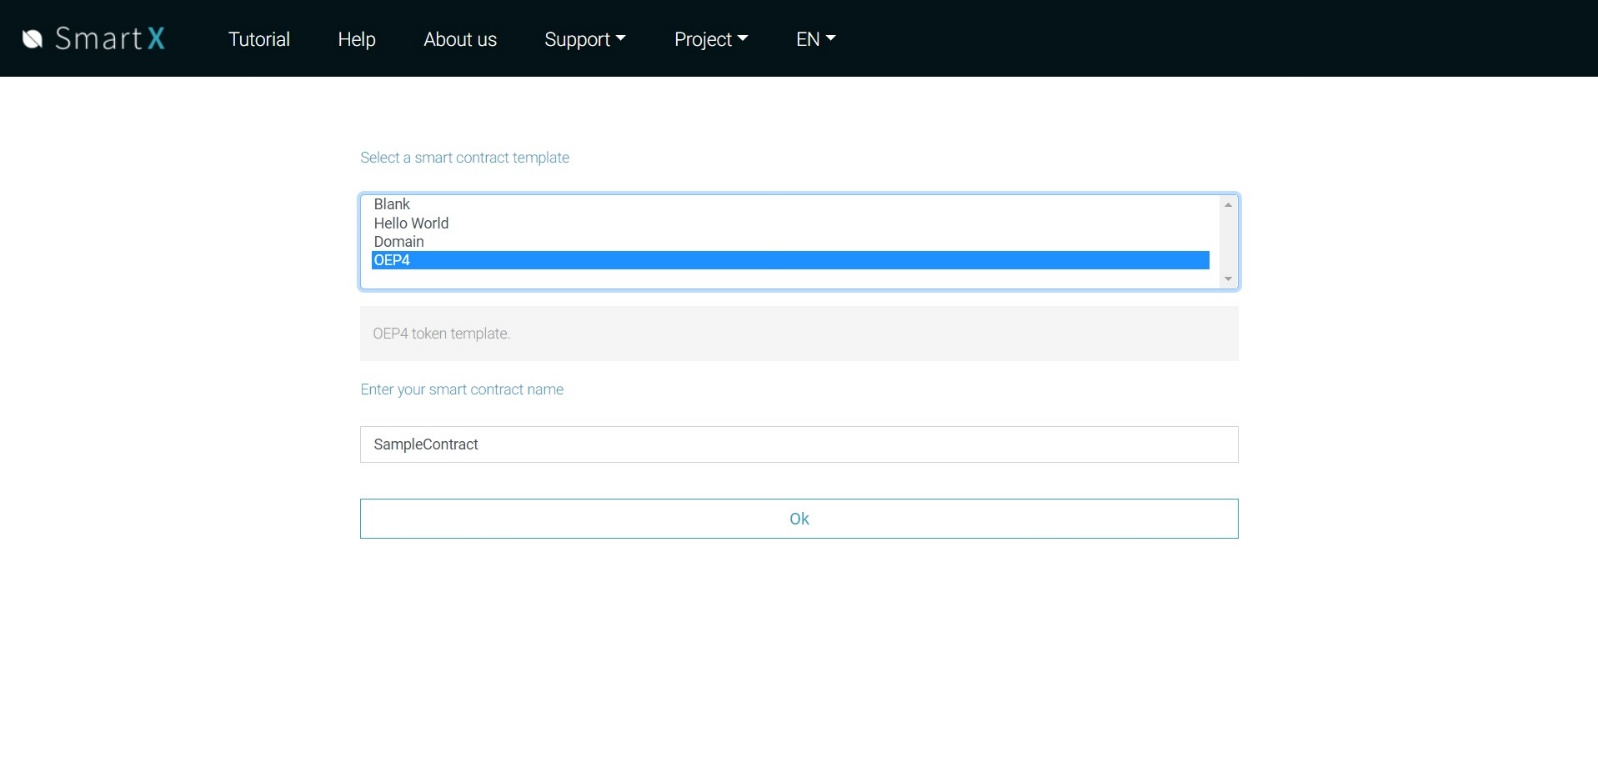 SmartX Tutorial Help About us Support Project EN
Select a smart contract template
Blank
Hello World
Domain
OEP4
OEP4 token template.
Enter your smart contract name
SampleContract
Ok